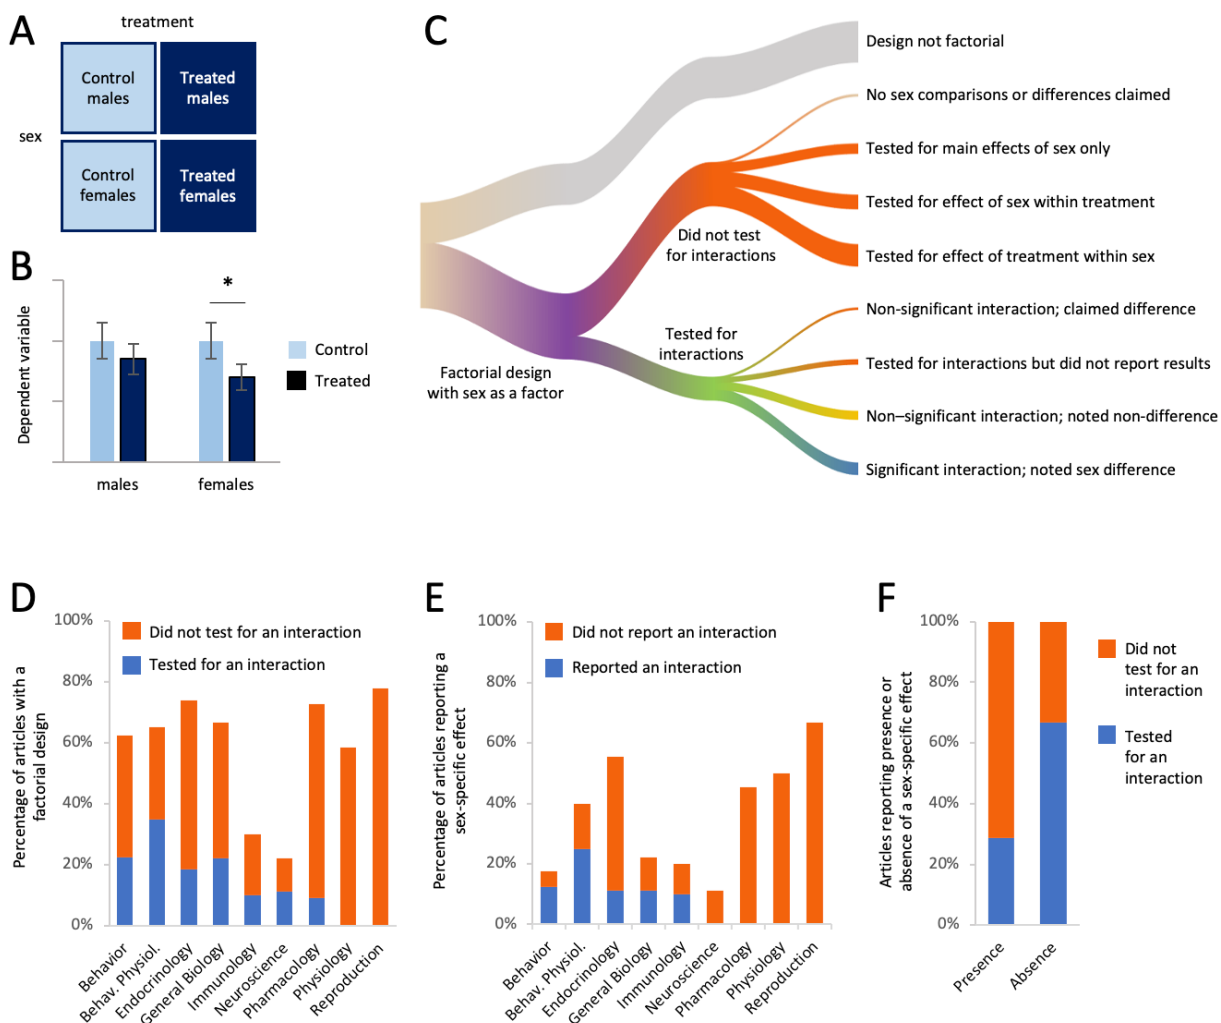 A
treatment
sex
Control
males
Treated
males
Control
females
Treated
females
B
Dependent variable
*
males
females
Control
Treated
C
Design not factorial
No sex comparisons or differences claimed
Tested for main effects of sex only
Tested for effect of sex within treatment
Tested for effect of treatment within sex
Did not test
for interactions
Tested for
interactions
Factorial design
with sex as a factor
Non-significant interaction; claimed difference
Tested for interactions but did not report results
Non–significant interaction; noted non-difference
Significant interaction; noted sex difference
D
Percentage of articles with a
factorial design
100%
80%
60%
40%
20%
0%
Did not test for an interaction
Tested for an interaction
Behavior
Behav. Physiol.
Endocrinology
General Biology
Immunology
Neuroscience
Pharmacology
Physiology
Reproduction
E
Percentage of articles reporting a
sex-specific effect
100%
80%
60%
40%
20%
0%
Did not report an interaction
Reported an interaction
Behavior
Behav. Physiol.
Endocrinology
General Biology
Immunology
Neuroscience
Pharmacology
Physiology
Reproduction
F
Articles reporting presence or
absence of a sex-specific effect
100%
80%
60%
40%
20%
0%
Presence
Absence
Did not
test for an
interaction
Tested
for an
interaction